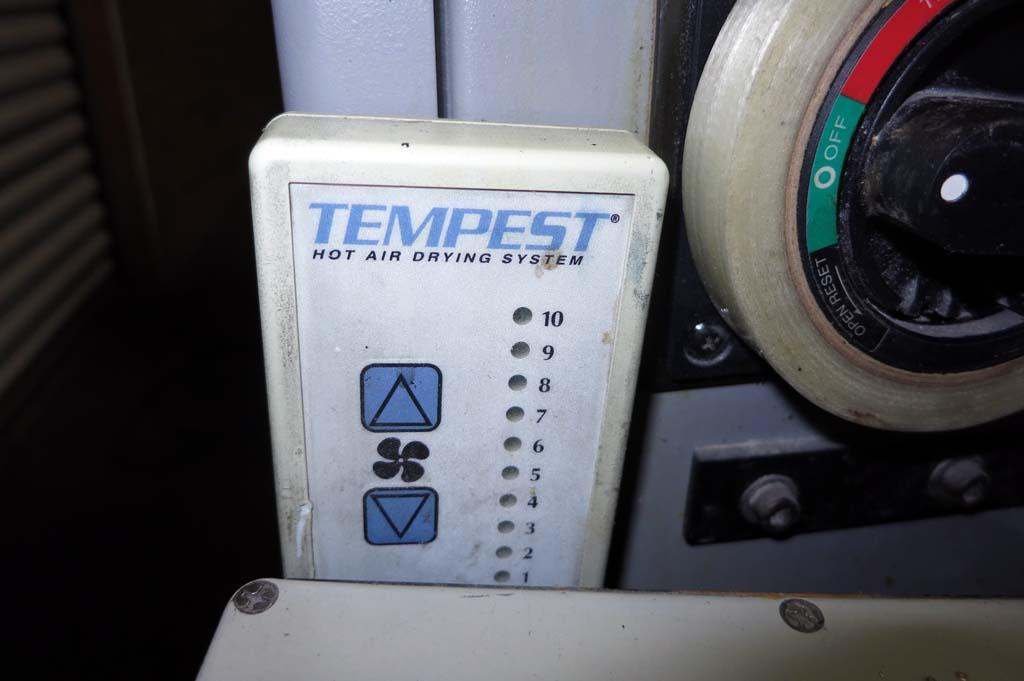 TEMPEST®
HOT AIR DRYING SYSTEM
10
9
8
7
6
5
4
3
2
1
O OFF
OPEN RESET